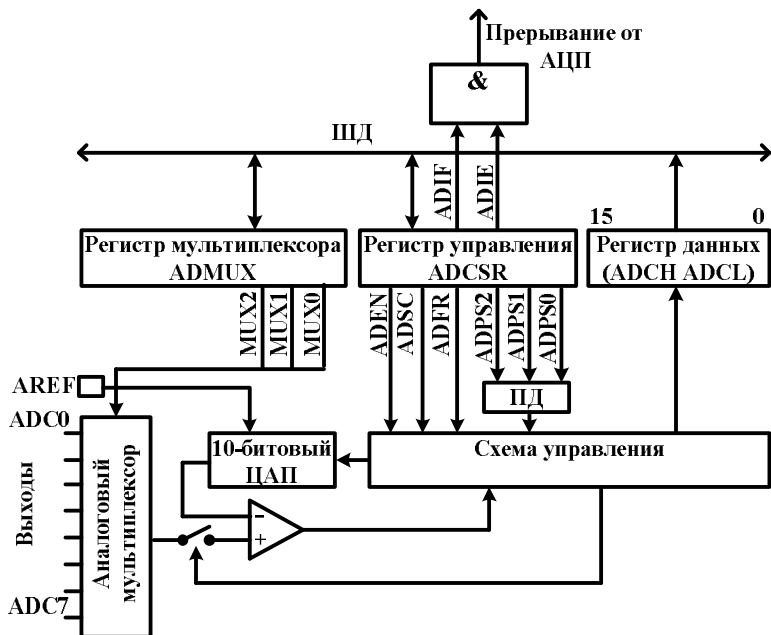 Прерывание от
АЦП
&
ШД
ADIF
ADIE
15
0
Регистр мультиплексора
ADMUX
Регистр управления
ADCSR
Регистр данных
(ADCH ADCL)
MUX2
MUX1
MUX0
ADEN
ADSC
ADFR
ADPS2
ADPS1
ADPS0
AREF
ПД
ADC0
10-битовый
ЦАП
Схема управления
Выходы
Аналоговый
мультиплексор
-
+
ADC7